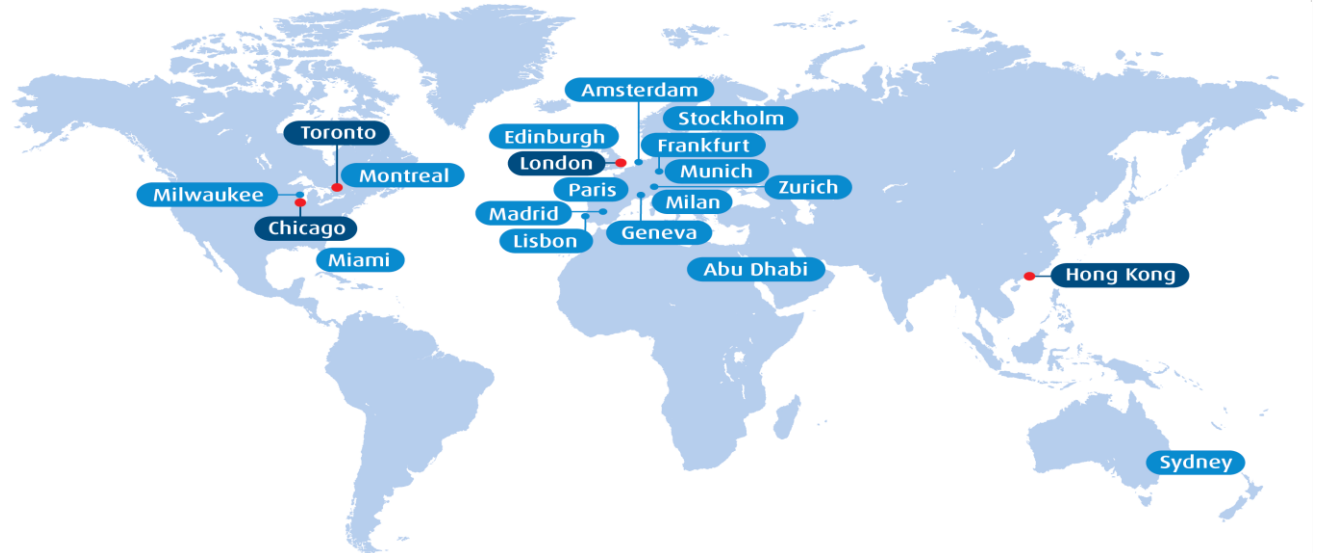 Amsterdam
Stockholm
Toronto
Edinburgh
Frankfurt
London
Munich
Montreal
Milwaukee
Paris
Zurich
Milan
Madrid
Chicago
Geneva
Lisbon
Miami
Abu Dhabi
Hong Kong
Sydney